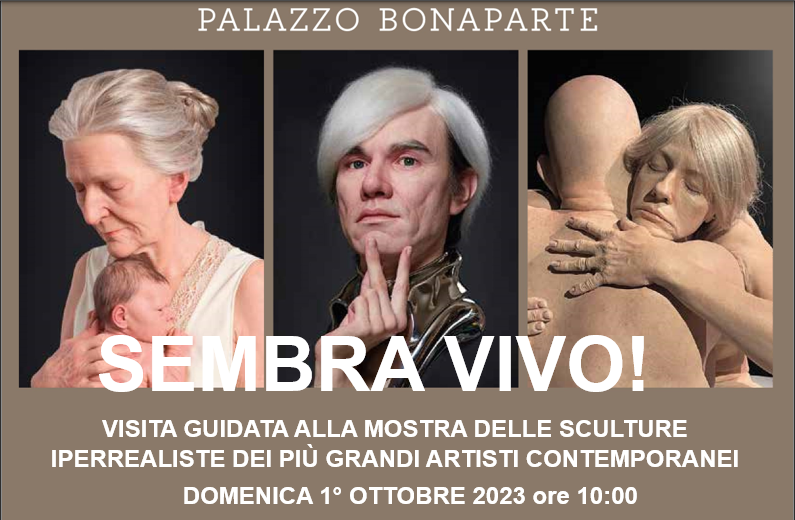 PALAZZO BONAPARTE
SEMBRA VIVO!
VISITA GUIDATA ALLA MOSTRA DELLE SCULTURE
IPERREALISTE DEI PIÙ GRANDI ARTISTI CONTEMPORANEI
DOMENICA 1° OTTOBRE 2023 ore 10:00